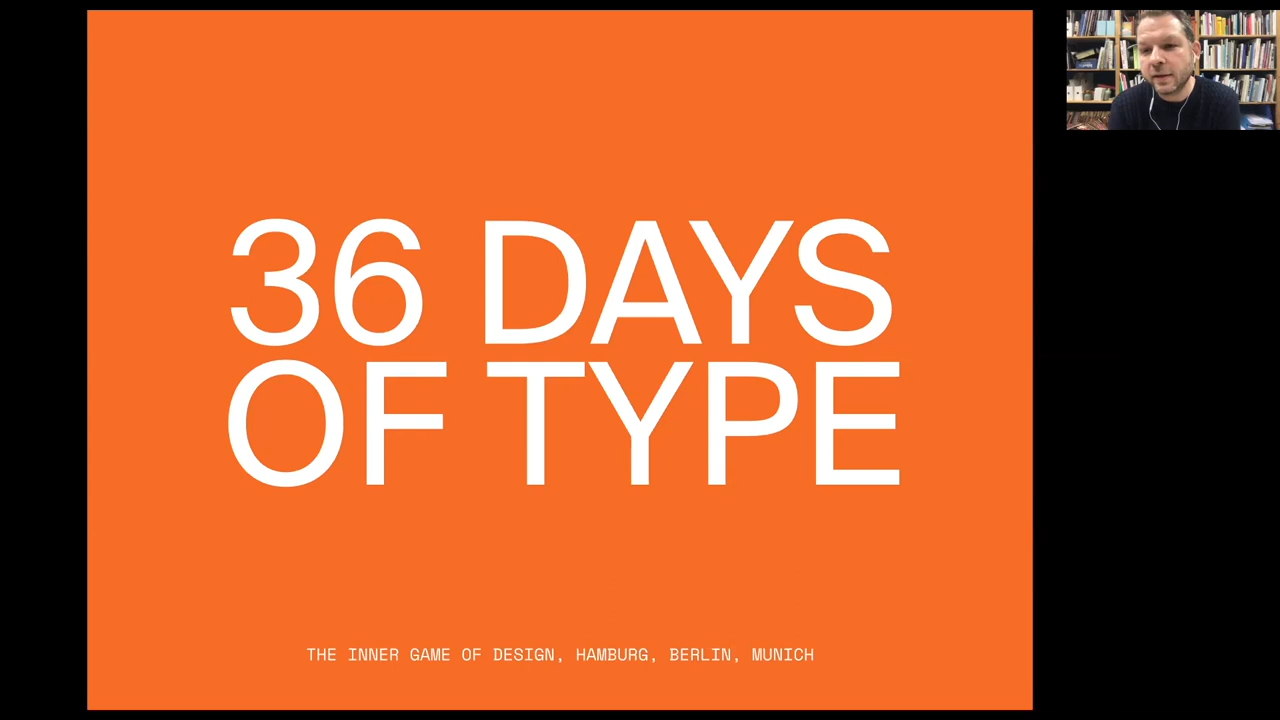 36 DAYS
OF TYPE
THE INNER GAME OF DESIGN, HAMBURG, BERLIN, MUNICH